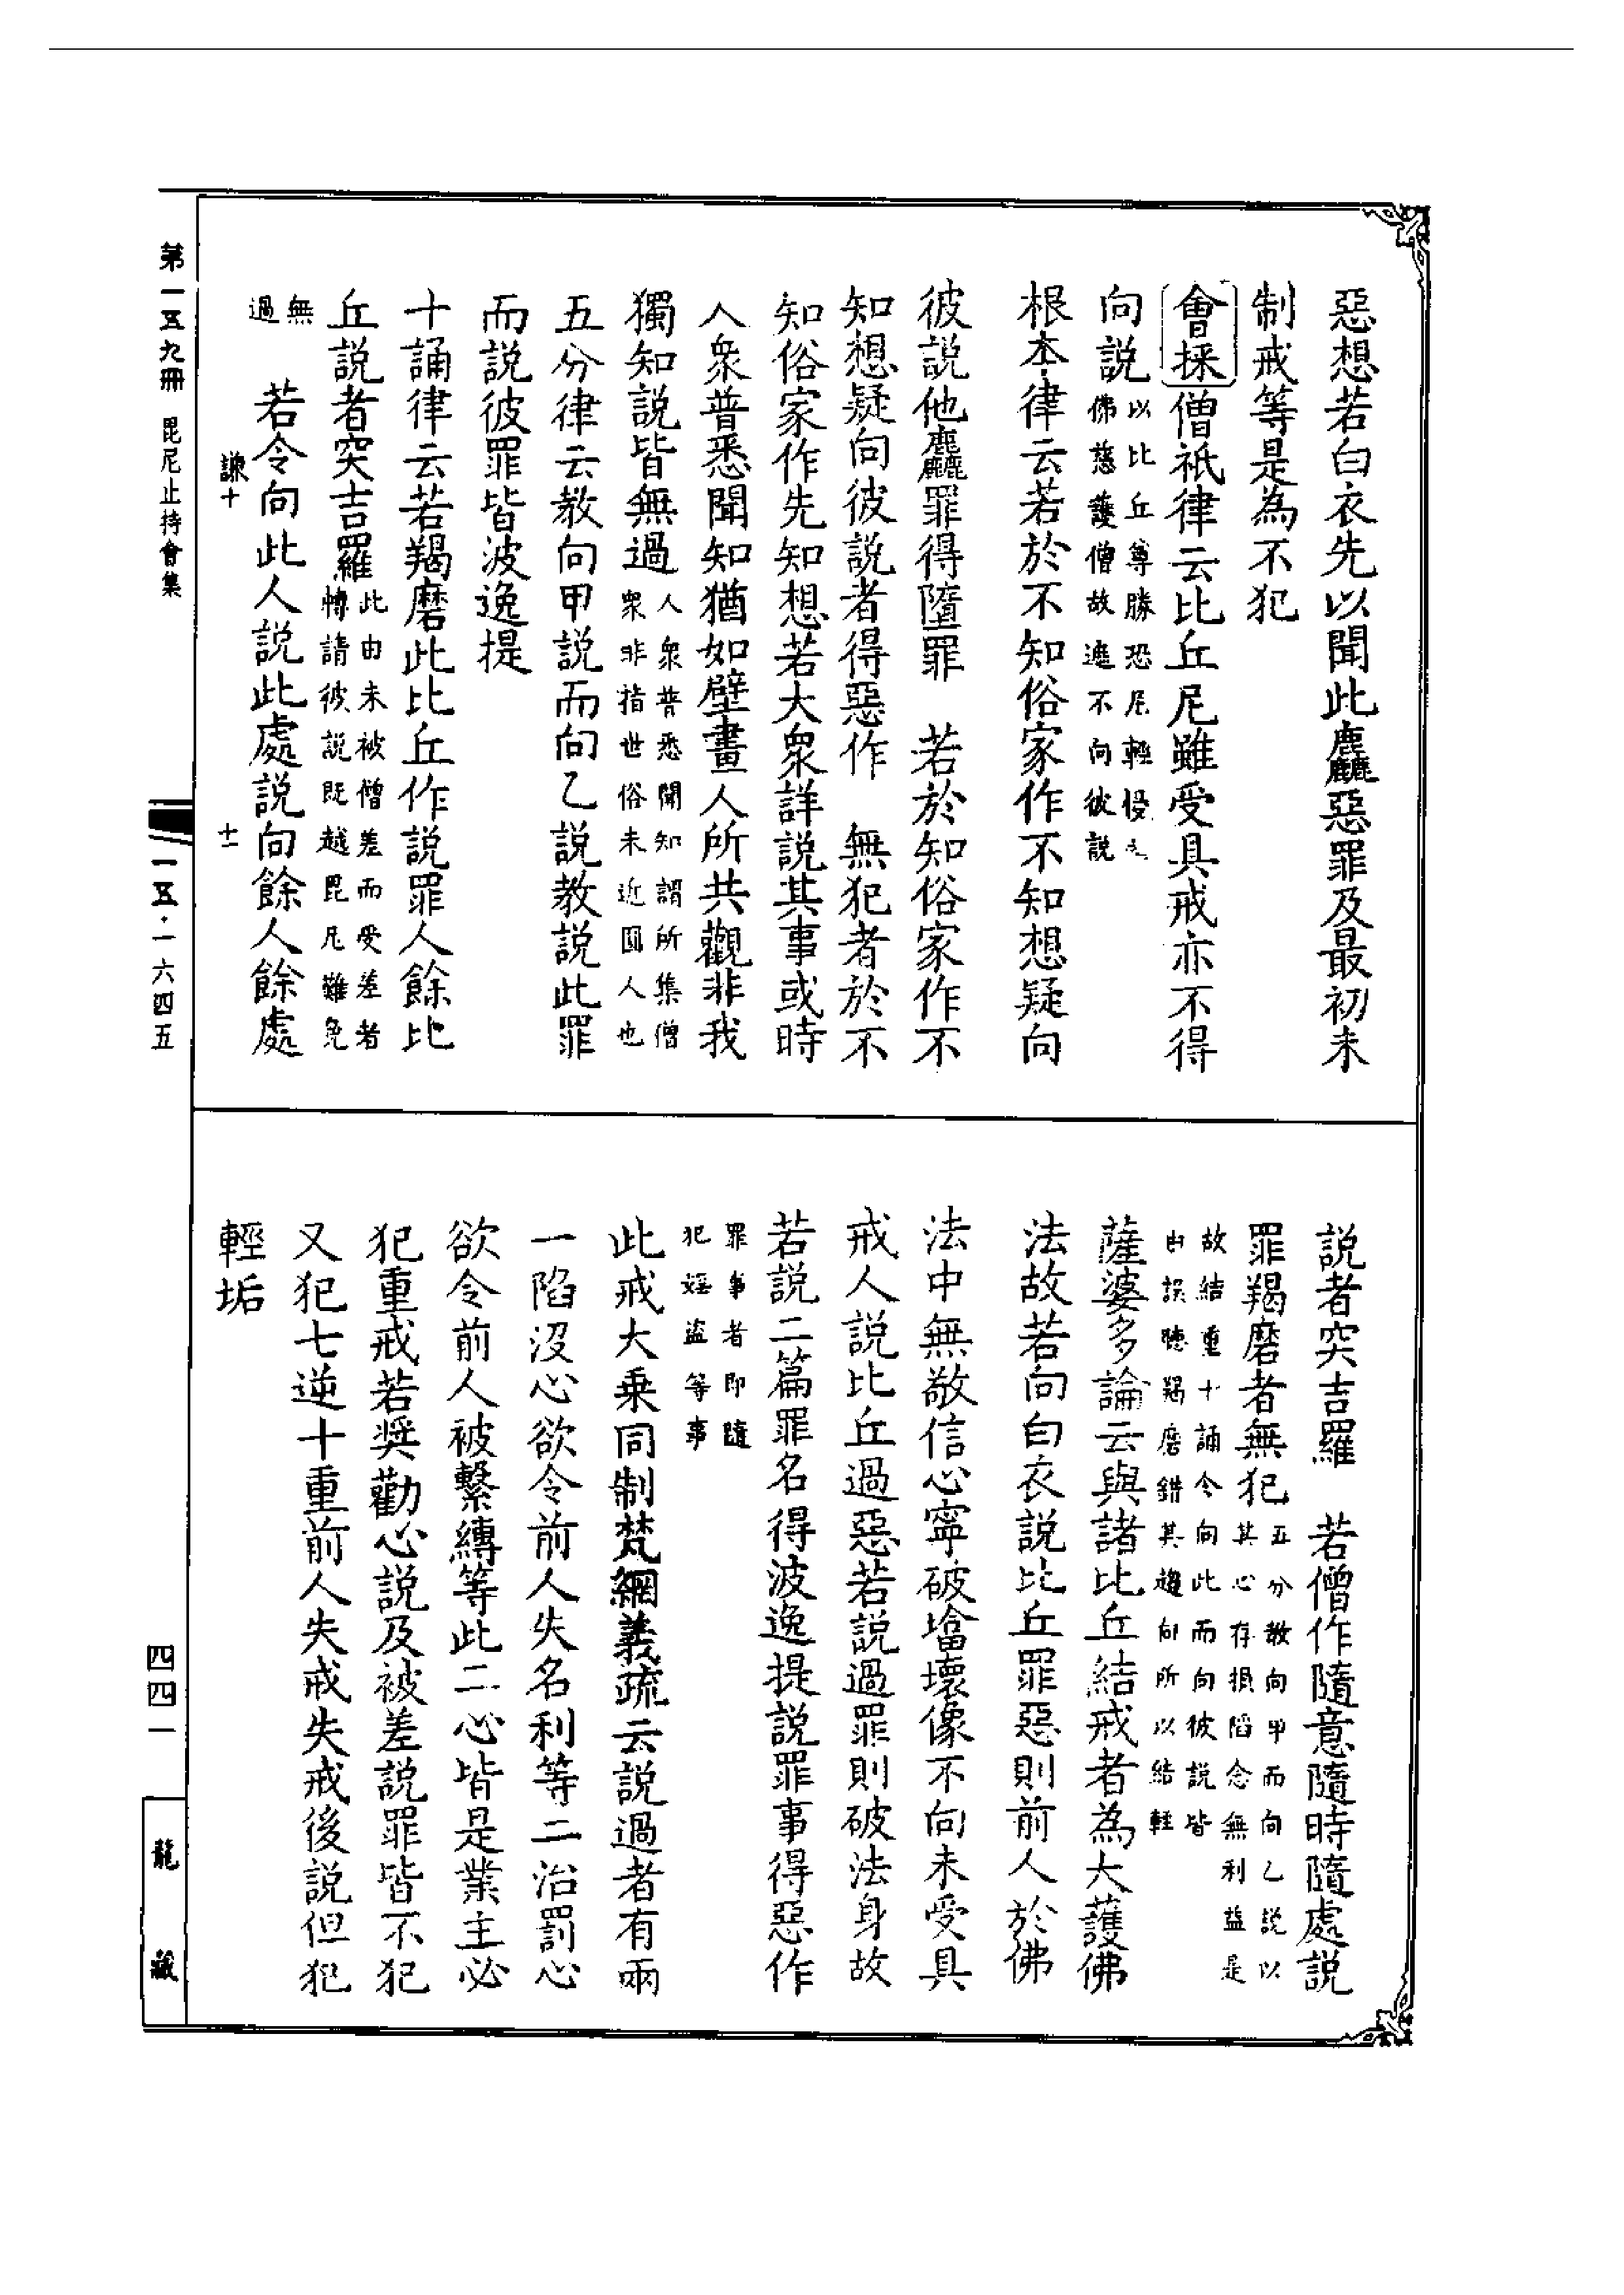 惡想若白衣先以聞此麤惡罪及最初未
制戒等是為不犯
會採僧祇律云比丘尼雖受具戒亦不得
向說以比丘尊勝恐尼輕慢之
佛慈護僧故遮不向彼說
根本律云若於不知俗家作不知想疑向
彼說他麤罪得墮罪　若於知俗家作不
知想疑向彼說者得惡作　無犯者於不
知俗家作先知想若大眾詳說其事或時
人眾普悉聞知猶如壁畫人所共觀非我
獨知說皆無過人眾普悉聞知謂所集僧
眾非指世俗未近圓人也
五分律云教向甲說而向乙說教說此罪
而說彼罪皆波逸提
十誦律云若羯磨此比丘作說罪人餘比
丘說者突吉羅此由未被僧差而受差者
轉請彼說既越毘尼難免
無
過　若令向此人說此處說向餘人餘處
謙十
十一
說者突吉羅　若僧作隨意隨時隨處說
罪羯磨者無犯五分教向甲而向乙說以
其心存損陷念無利益是
故結重十誦令向此而向彼說皆
由誤聽羯磨錯其趣向所以結輕
薩婆多論云與諸比丘結戒者為大護佛
法故若向白衣說比丘罪惡則前人於佛
法中無敬信心寧破塔壞像不向未受具
戒人說比丘過惡若說過罪則破法身故
若說二篇罪名得波逸提說罪事得惡作
罪事者即隨
犯婬盜等事
此戒大乘同制梵網義疏云說過者有兩
一陷沒心欲令前人失名利等二治罰心
欲令前人被繫縛等此二心皆是業主必
犯重戒若獎勸心說及被差說罪皆不犯
又犯七逆十重前人失戒失戒後說但犯
輕垢
第一五九冊　毘尼止持會集
一五·一六四五
四四一
龍藏